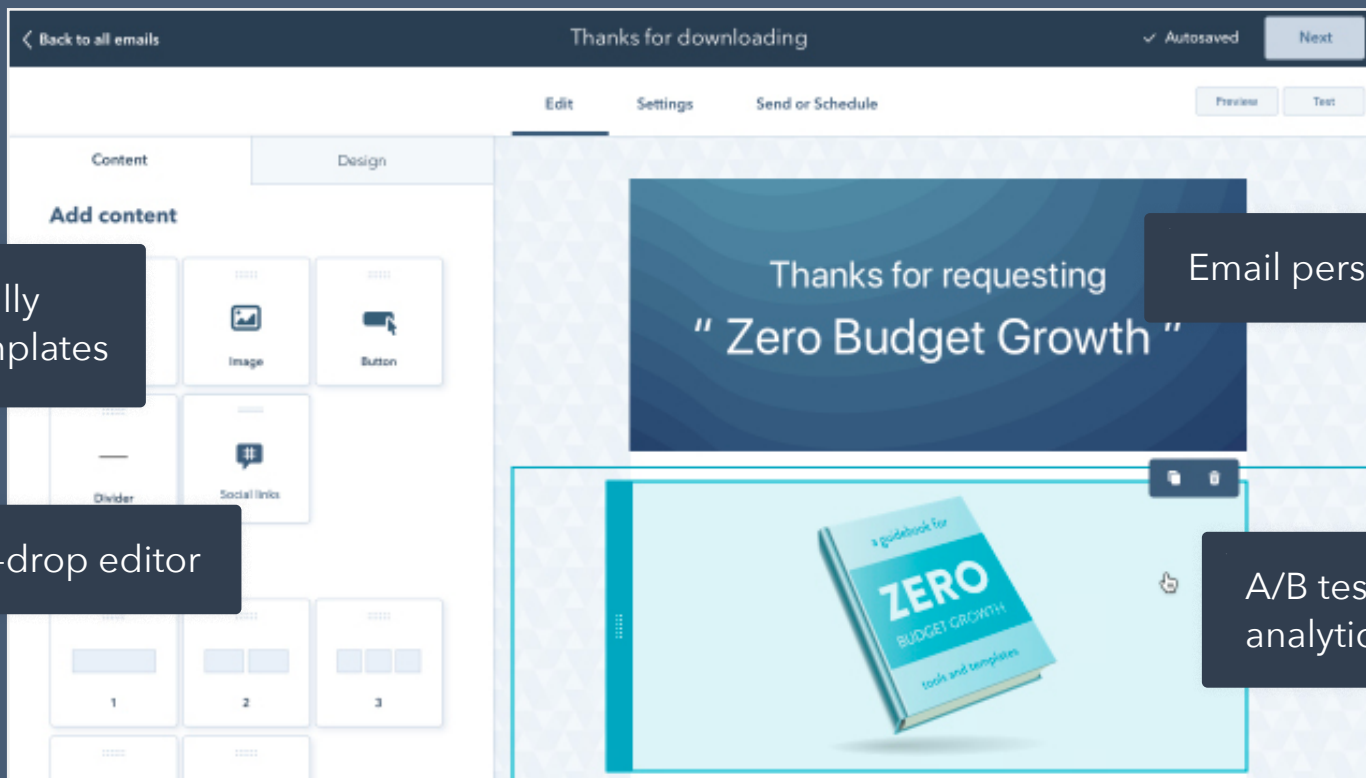 Back to all emails
Thanks for downloading
Autosaved
Next
Edit
Settings
Send or Schedule
Preview
Test
Content
Design
Add content
lly
nplates
Image
Button
Divider
Social links
-drop editor
1
2
3
Thanks for requesting
" Zero Budget Growth "
Email pers
a guidebook for
ZERO
BUDGET GROWTH
tools and templates
A/B tes
analytic